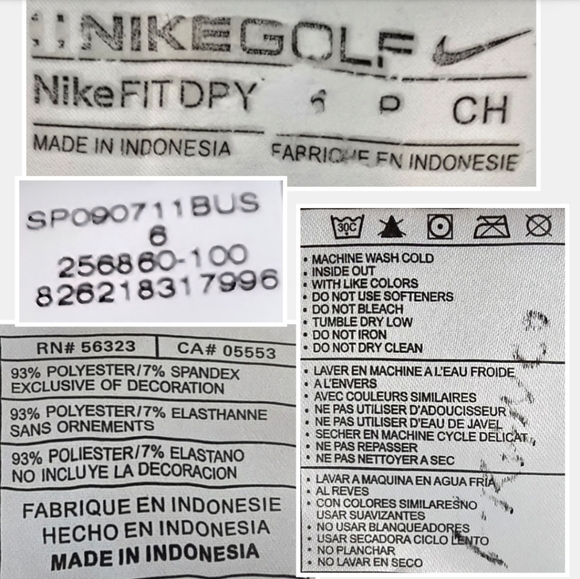 NIKEGOLF
Nike FIT DRY 6 P CH
MADE IN INDONESIA FABRIQUE EN INDONESIE
SP090711BUS
6
256860-100
826218317996
RN# 56323 CA# 05553
93% POLYESTER/7% SPANDEX
EXCLUSIVE OF DECORATION
93% POLYESTER/7% ELASTHANNE
SANS ORNEMENTS
93% POLIESTER/7% ELASTANO
NO INCLUYE LA DECORACION
FABRIQUE EN INDONESIE
HECHO EN INDONESIA
MADE IN INDONESIA
30C
• MACHINE WASH COLD
• INSIDE OUT
• WITH LIKE COLORS
• DO NOT USE SOFTENERS
• DO NOT BLEACH
• TUMBLE DRY LOW
• DO NOT IRON
• DO NOT DRY CLEAN
• LAVER EN MACHINE A L'EAU FROIDE
• A L'ENVERS
• AVEC COULEURS SIMILAIRES
• NE PAS UTILISER D'ADOUCISSEUR
• NE PAS UTILISER D'EAU DE JAVEL
• SECHER EN MACHINE CYCLE DELICAT
• NE PAS REPASSER
• NE PAS NETTOYER A SEC
• LAVAR A MAQUINA EN AGUA FRIA
• AL REVES
• CON COLORES SIMILARESNO
USAR SUAVIZANTES
• NO USAR BLANQUEADORES
• USAR SECADORA CICLO LENTO
• NO PLANCHAR
• NO LAVAR EN SECO